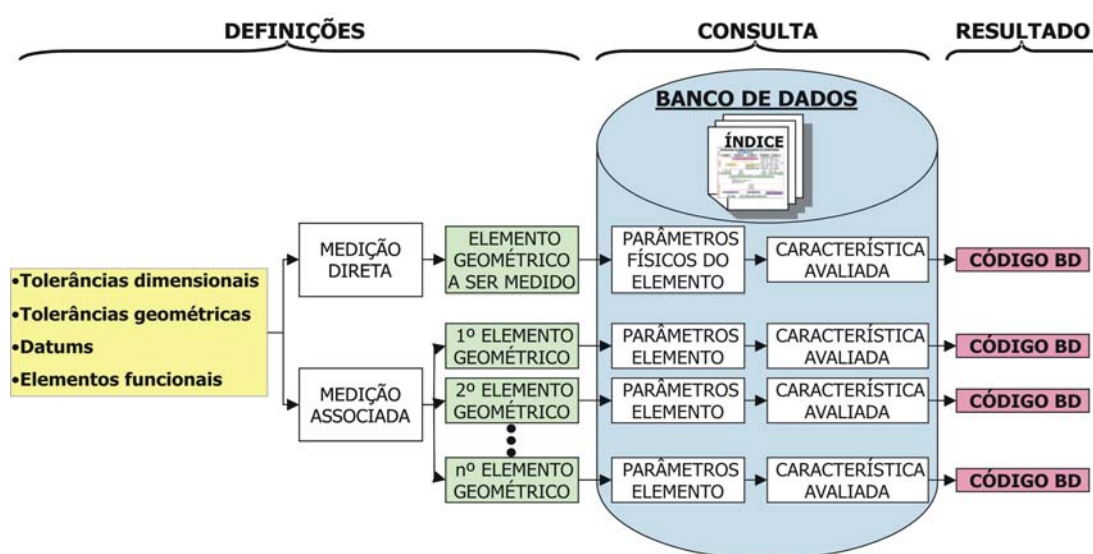 DEFINIÇÕES
CONSULTA
RESULTADO
BANCO DE DADOS
ÍNDICE
•Tolerâncias dimensionais
•Tolerâncias geométricas
•Datums
•Elementos funcionais
MEDIÇÃO
DIRETA
ELEMENTO
GEOMÉTRICO
A SER MEDIDO
PARÂMETROS
FÍSICOS DO
ELEMENTO
CARACTERÍSTICA
AVALIADA
CÓDIGO BD
MEDIÇÃO
ASSOCIADA
1º ELEMENTO
GEOMÉTRICO
PARÂMETROS
ELEMENTO
CARACTERÍSTICA
AVALIADA
CÓDIGO BD
2º ELEMENTO
GEOMÉTRICO
PARÂMETROS
ELEMENTO
CARACTERÍSTICA
AVALIADA
CÓDIGO BD
nº ELEMENTO
GEOMÉTRICO
PARÂMETROS
ELEMENTO
CARACTERÍSTICA
AVALIADA
CÓDIGO BD